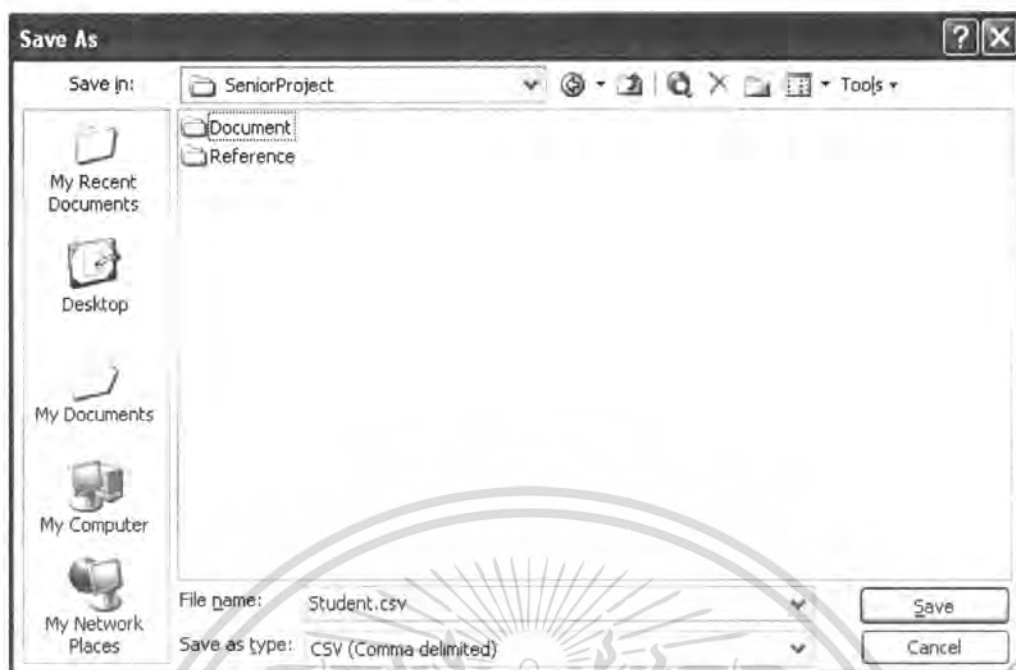 Save As
Save in:
SeniorProject
Tools
Document
Reference
My Recent
Documents
Desktop
My Documents
My Computer
My Network
Places
File name:
Student.csv
Save
Save as type:
CSV (Comma delimited)
Cancel